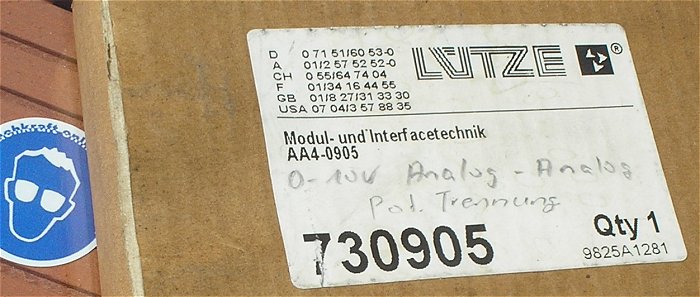 LÜTZE ®
D 0 71 51/60 53-0
A 01/2 57 52 52-0
CH 0 55/64 74 04
F 01/34 16 44 55
GB 01/8 27/31 33 30
USA 07 04/3 57 88 35
Modul- und Interfacetechnik
AA4-0905
0-10V Analog - Analog
Pot. Trennung
730905
Qty 1
9825A1281